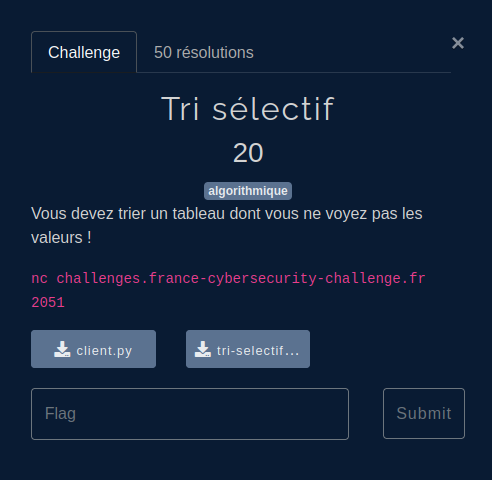 Challenge
50 résolutions
×
Tri sélectif
20
algorithmique
Vous devez trier un tableau dont vous ne voyez pas les
valeurs !
nc challenges.france-cybersecurity-challenge.fr
2051
client.py
tri-selectif...
Flag
Submit